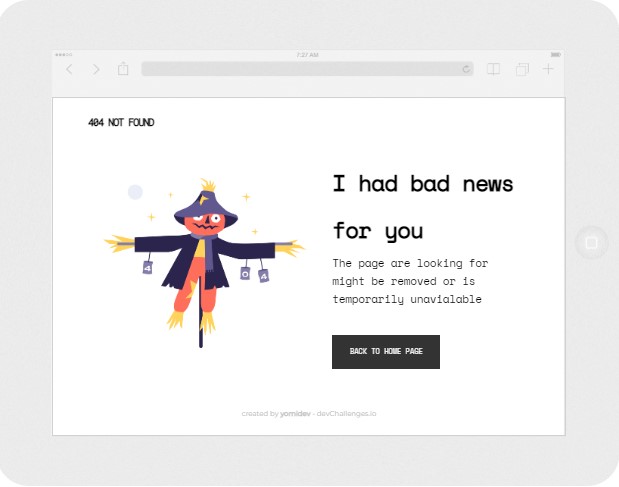 7:27 AM
404 NOT FOUND
I had bad news
for you
The page are looking for
might be removed or is
temporarily unavialable
4 0 4
BACK TO HOME PAGE
created by yomidev - devChallenges.io